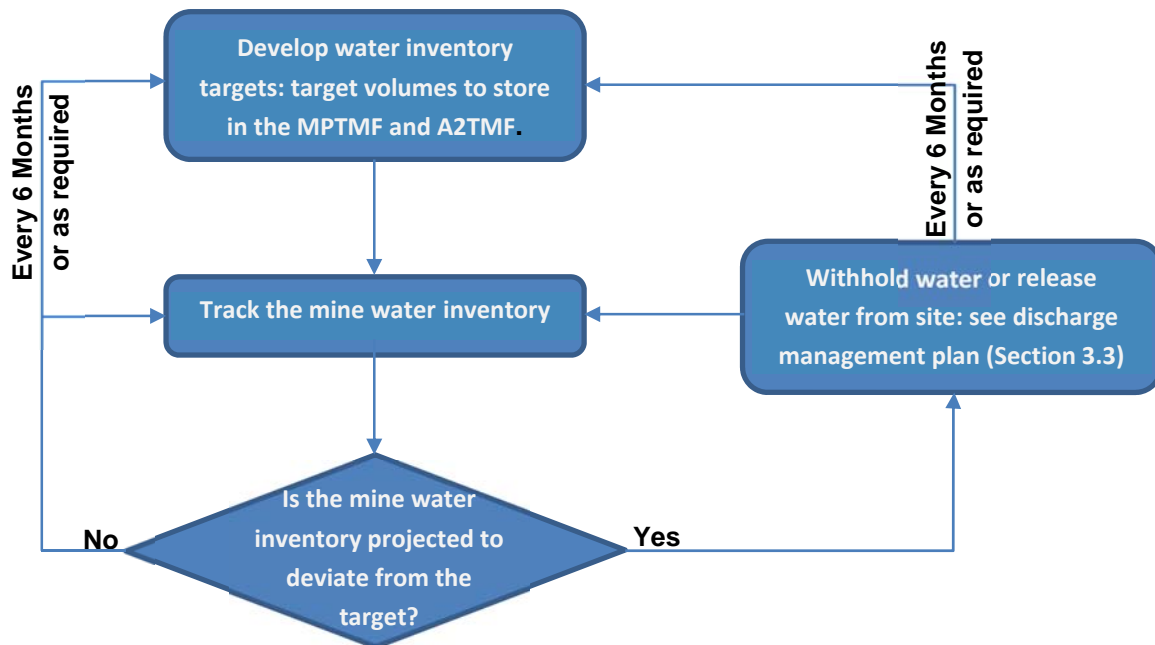 Develop water inventory
targets: target volumes to store
in the MPTMF and A2TMF.
Every 6 Months
or as required
Every 6 Months
or as required
Track the mine water inventory
Withhold water or release
water from site: see discharge
management plan (Section 3.3)
Is the mine water
inventory projected to
deviate from the
target?
No
Yes